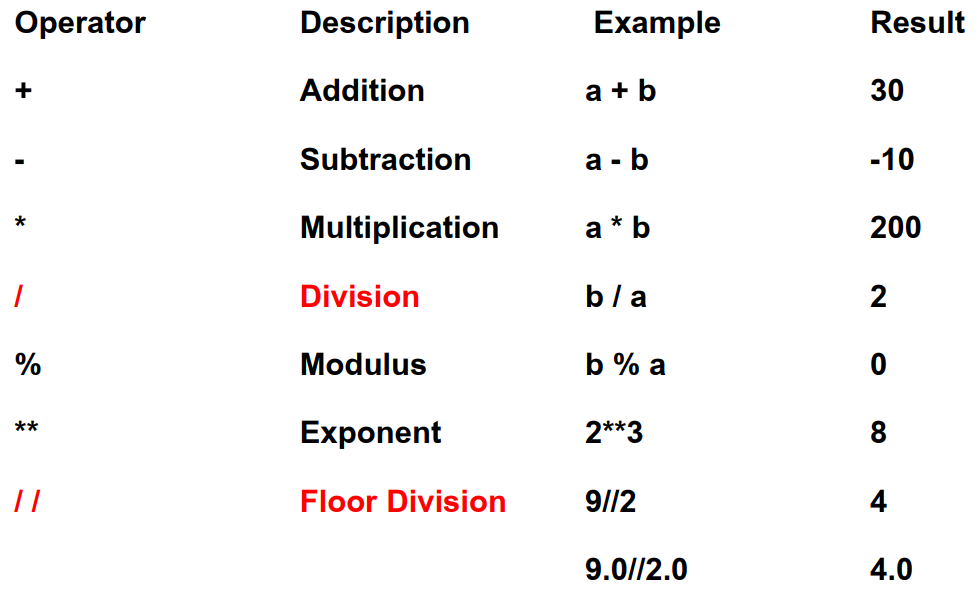 Operator Description Example Result
+ Addition a + b 30
- Subtraction a - b -10
* Multiplication a * b 200
/ Division b / a 2
% Modulus b % a 0
** Exponent 2**3 8
/ / Floor Division 9//2 4
9.0//2.0 4.0